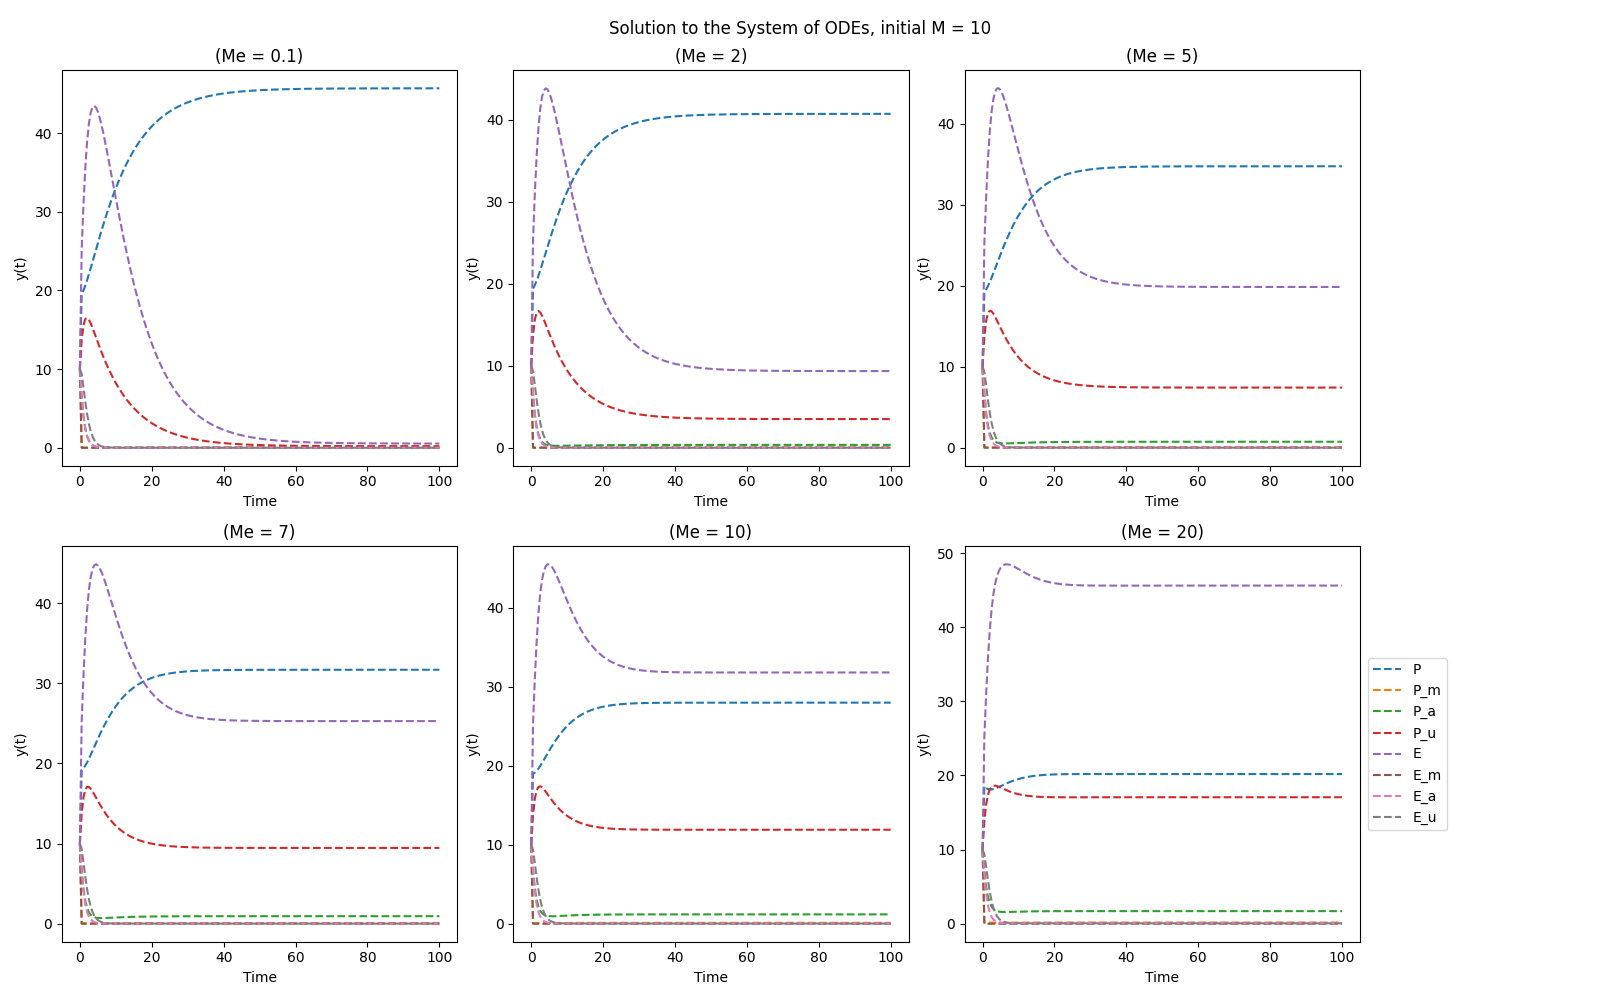 Solution to the System of ODEs, initial M = 10
(Me = 0.1)
y(t)
40
30
20
10
0
0 20 40 60 80 100
Time
(Me = 2)
y(t)
40
30
20
10
0
0 20 40 60 80 100
Time
(Me = 5)
y(t)
40
30
20
10
0
0 20 40 60 80 100
Time
(Me = 7)
y(t)
40
30
20
10
0
0 20 40 60 80 100
Time
(Me = 10)
y(t)
40
30
20
10
0
0 20 40 60 80 100
Time
(Me = 20)
y(t)
50
40
30
20
10
0
0 20 40 60 80 100
Time
P
P_m
P_a
P_u
E
E_m
E_a
E_u